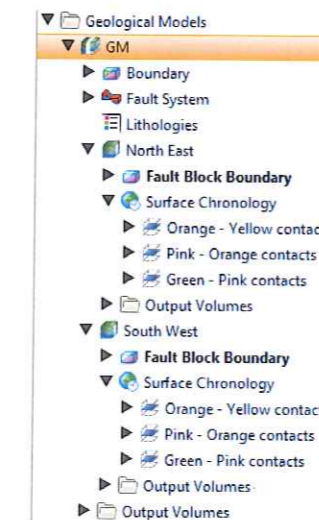 Geological Models
GM
Boundary
Fault System
Lithologies
North East
Fault Block Boundary
Surface Chronology
Orange - Yellow contac
Pink - Orange contacts
Green - Pink contacts
Output Volumes
South West
Fault Block Boundary
Surface Chronology
Orange - Yellow contac
Pink - Orange contacts
Green - Pink contacts
Output Volumes
Output Volumes